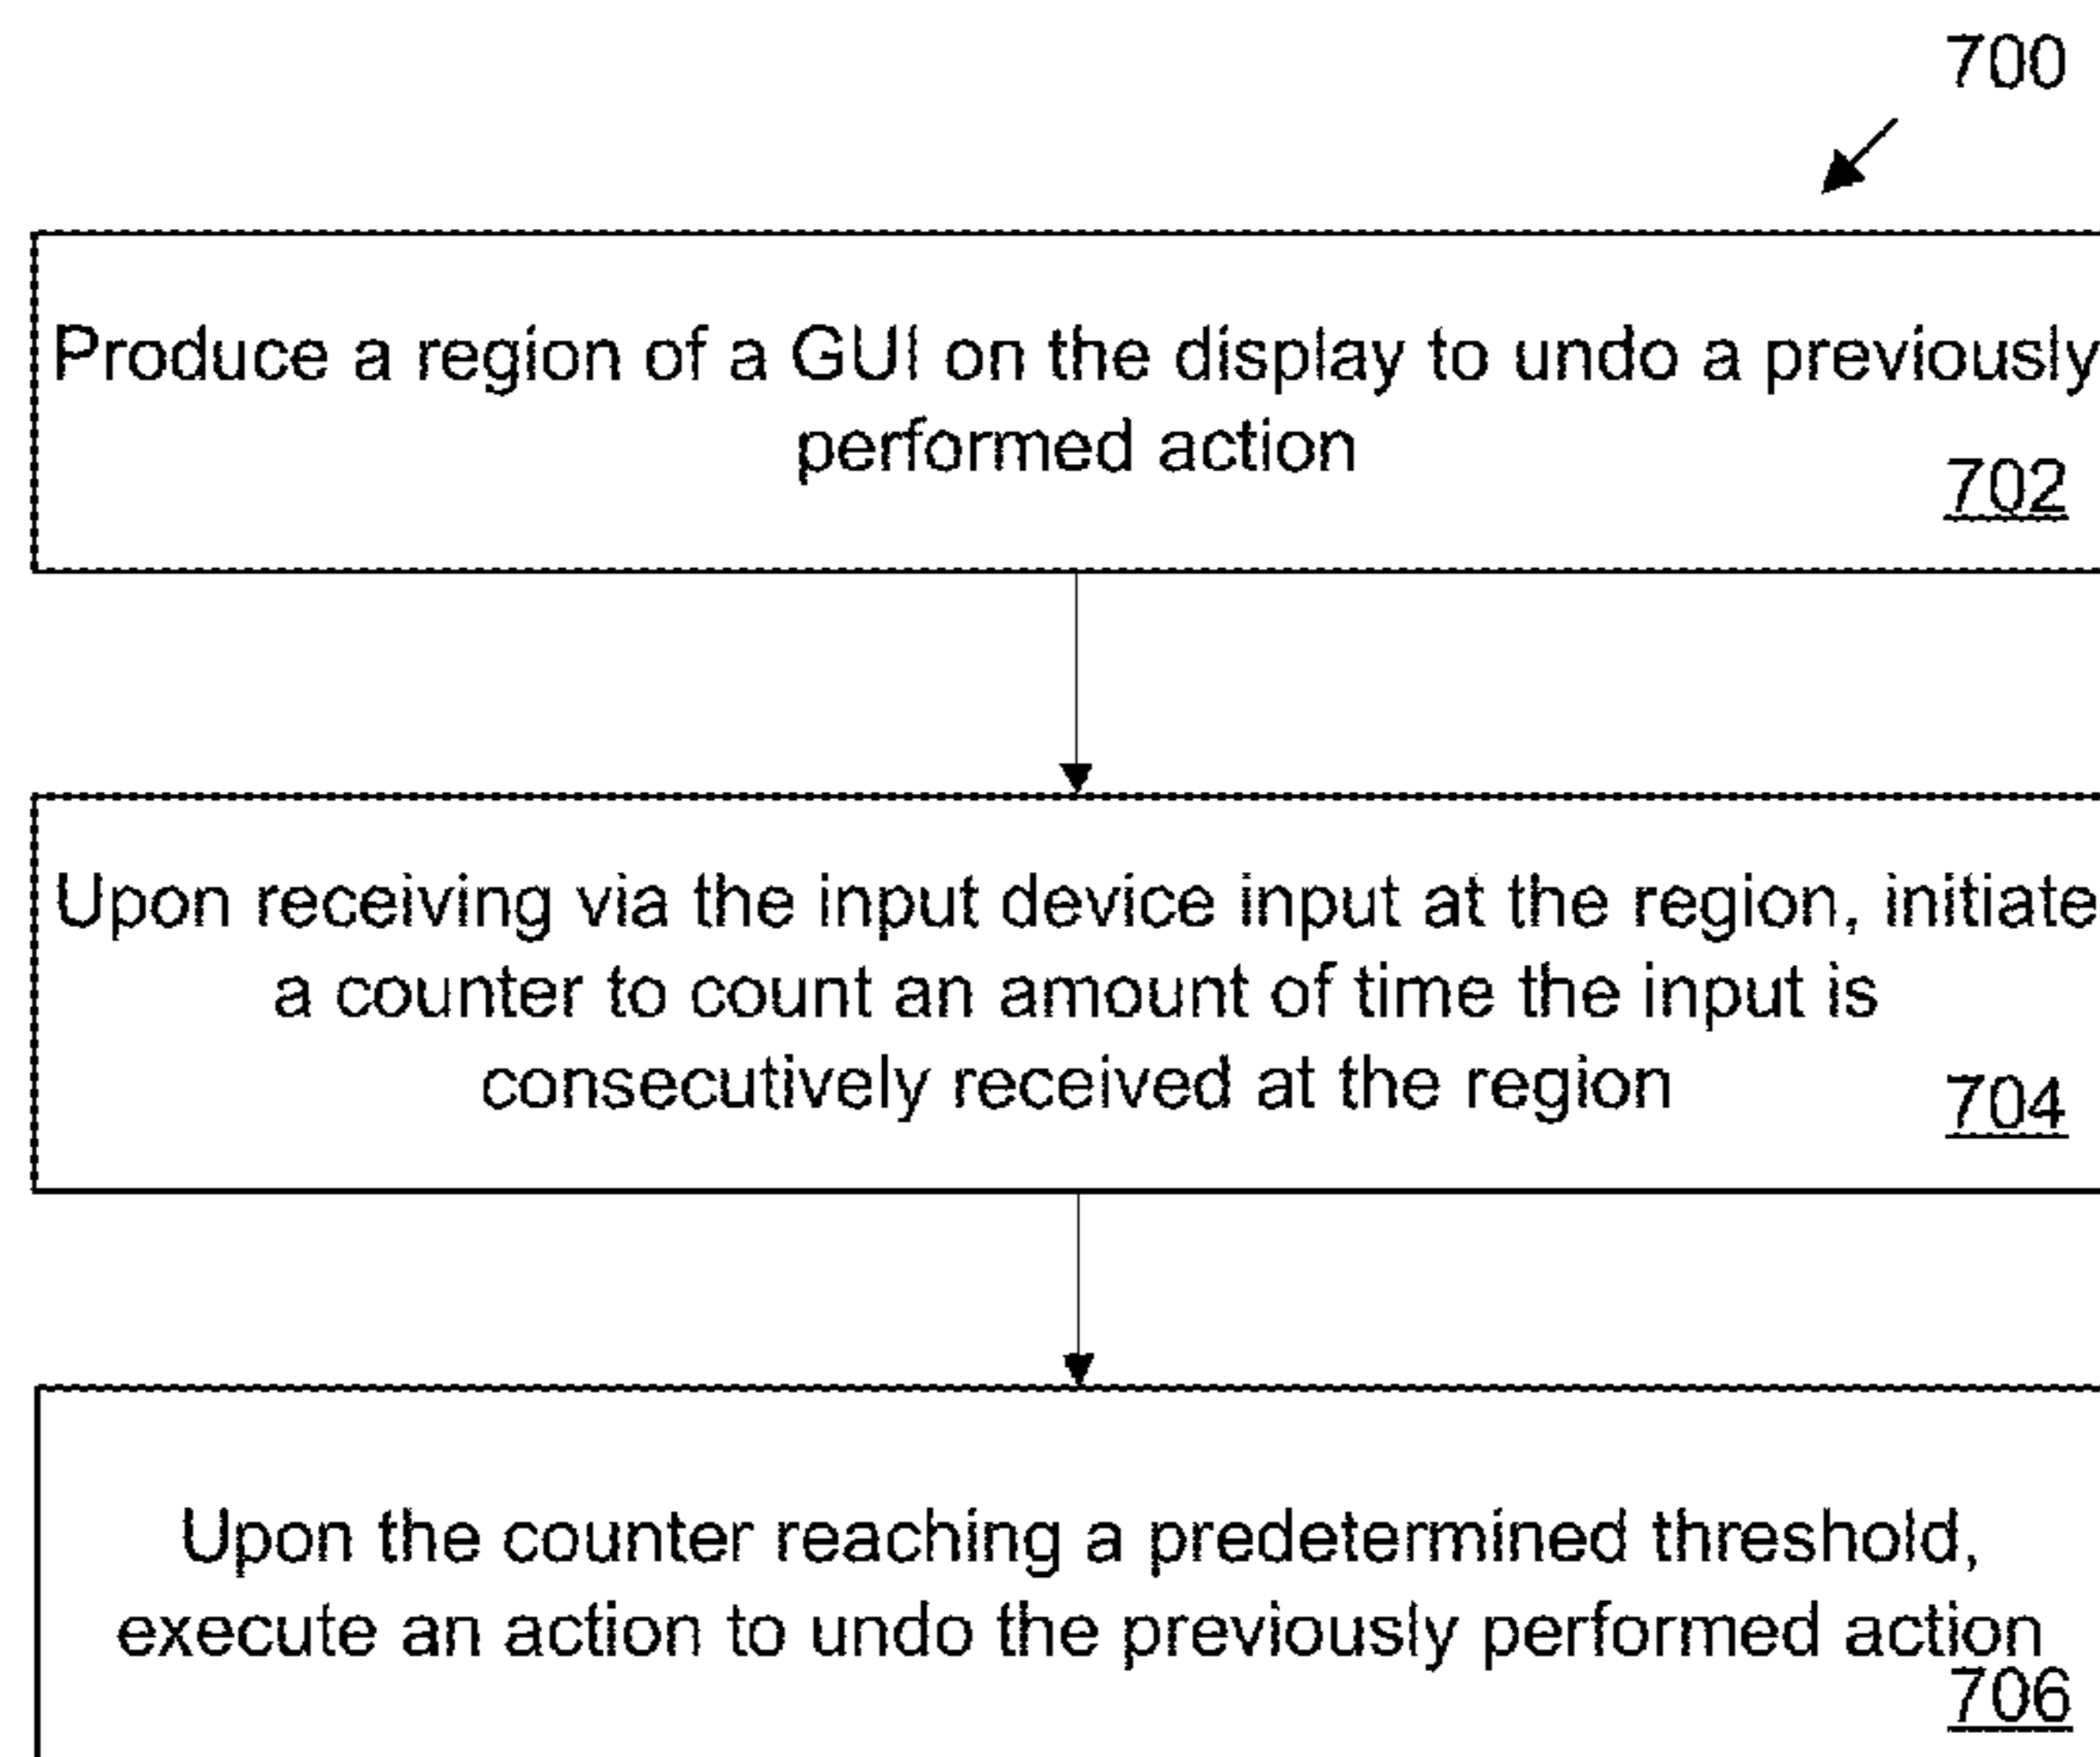 700
Produce a region of a GUI on the display to undo a previously
performed action
702
Upon receiving via the input device input at the region, initiate
a counter to count an amount of time the input is
consecutively received at the region
704
Upon the counter reaching a predetermined threshold,
execute an action to undo the previously performed action
706